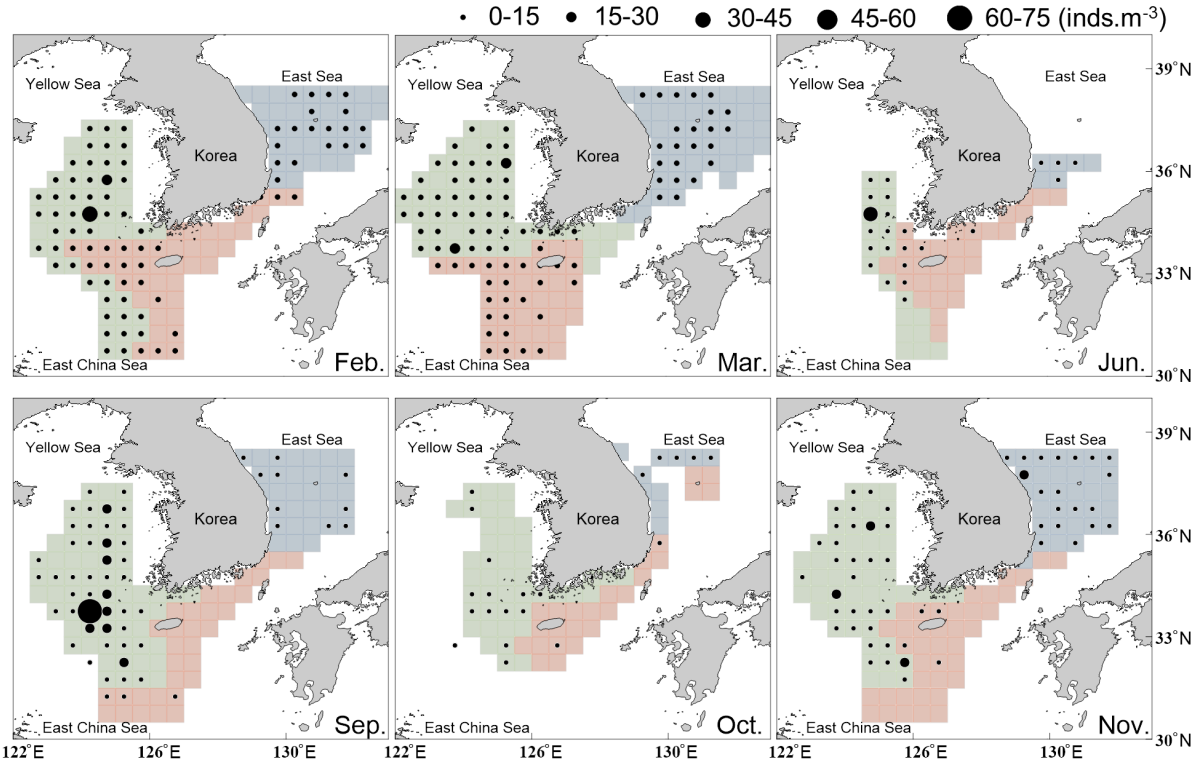 0-15 15-30 30-45 45-60 60-75 (inds.m-3)
Yellow Sea East Sea Korea East China Sea Feb.
Yellow Sea East Sea Korea East China Sea Mar.
Yellow Sea East Sea Korea East China Sea Jun.
39°N
36°N
33°N
30°N
Yellow Sea East Sea Korea East China Sea Sep.
Yellow Sea East Sea Korea East China Sea Oct.
Yellow Sea East Sea Korea East China Sea Nov.
39°N
36°N
33°N
30°N
122°E 126°E 130°E 122°E 126°E 130°E 122°E 126°E 130°E